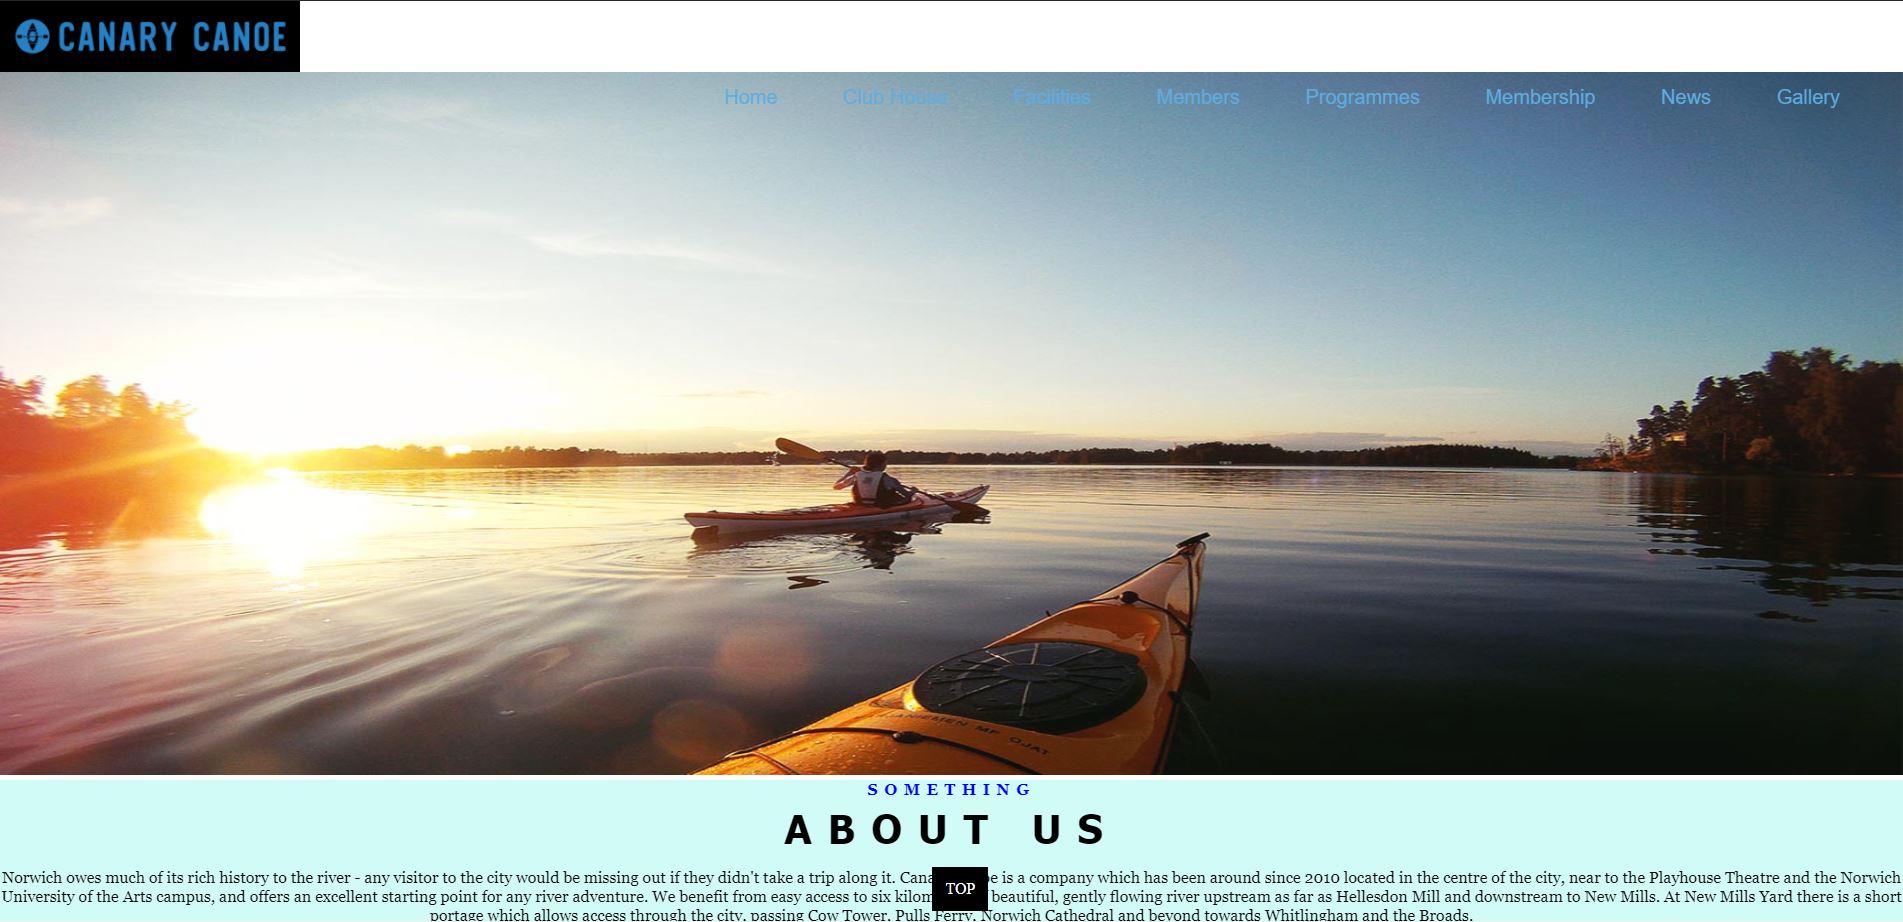 CANARY CANOE
Home Club House Facilities Members Programmes Membership News Gallery
ANIEMEN MF OJAT
SOMETHING
ABOUT US
Norwich owes much of its rich history to the river - any visitor to the city would be missing out if they didn't take a trip along it. Cana e is a company which has been around since 2010 located in the centre of the city, near to the Playhouse Theatre and the Norwich
University of the Arts campus, and offers an excellent starting point for any river adventure. We benefit from easy access to six kilom beautiful, gently flowing river upstream as far as Hellesdon Mill and downstream to New Mills. At New Mills Yard there is a short
TOP
portage which allows access through the city, passing Cow Tower, Pulls Ferry, Norwich Cathedral and beyond towards Whitlingham and the Broads.